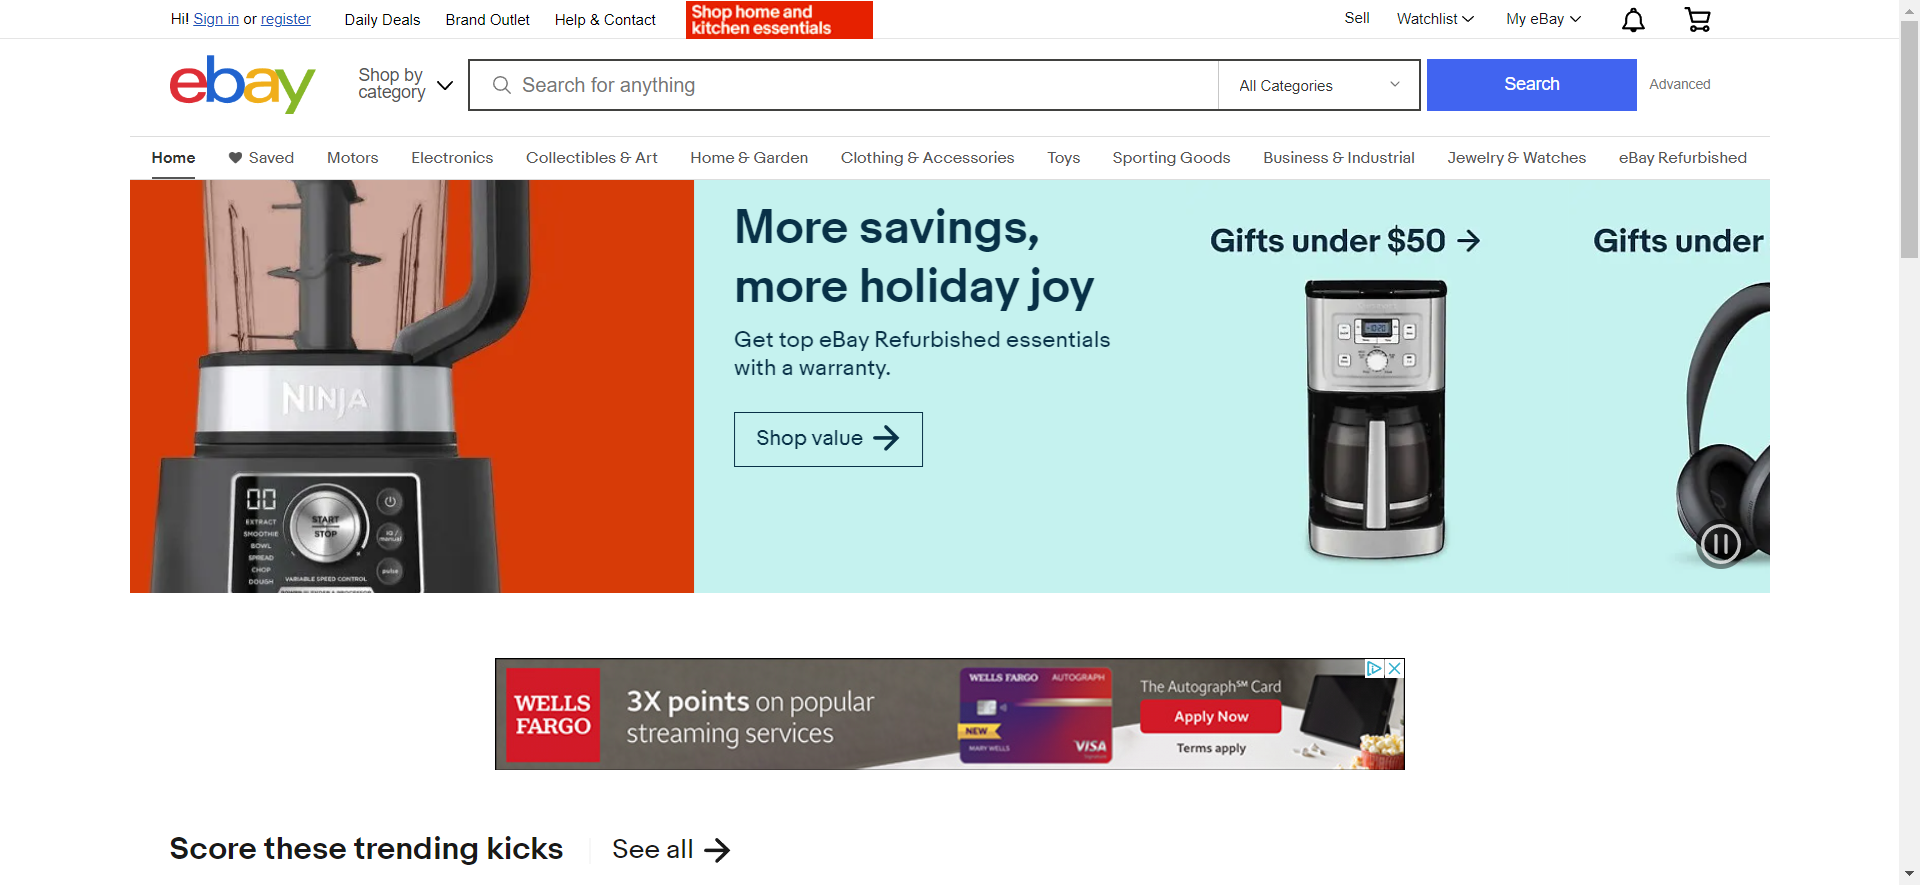 Hi! Sign in or register
Daily Deals
Brand Outlet
Help & Contact
Shop home and
kitchen essentials
Sell
Watchlist
My eBay
ebay
Shop by
category
Search for anything
All Categories
Search
Advanced
Home
Saved
Motors
Electronics
Collectibles & Art
Home & Garden
Clothing & Accessories
Toys
Sporting Goods
Business & Industrial
Jewelry & Watches
eBay Refurbished
NINJA
00
EXTRACT
SMOOTHIE
BOWL
SPREAD
CHOP
DOUGH
START
STOP
iQ /
manual
pulse
VARIABLE SPEED CONTROL
More savings,
more holiday joy
Get top eBay Refurbished essentials
with a warranty.
Shop value
Gifts under $50
Gifts under
WELLS
FARGO
3X points on popular
streaming services
WELLS FARGO
AUTOGRAPH
NEW
MARY WELLS
VISA
The Autograph℠ Card
Apply Now
Terms apply
Score these trending kicks
See all